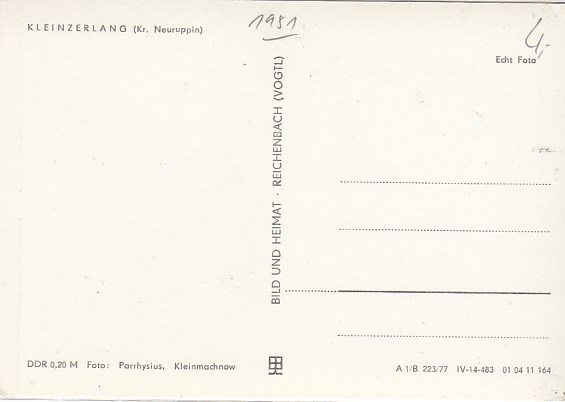 KLEINZERLANG (Kr. Neuruppin)
1981
4,-
Echt Foto
BILD UND HEIMAT · REICHENBACH (VOGTL)
DDR 0,20 M Foto: Parrhysius, Kleinmachnow
A 1/B 223/77 IV-14-483 01 04 11 164